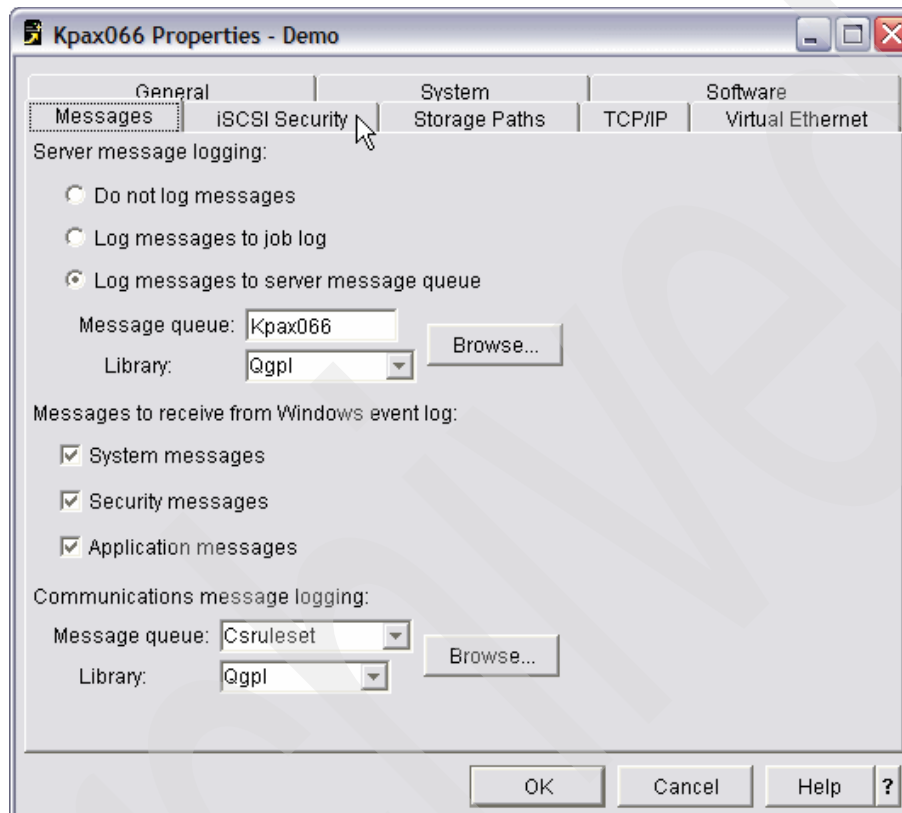 Kpax066 Properties - Demo
General System Software
Messages iSCSI Security Storage Paths TCP/IP Virtual Ethernet
Server message logging:
Do not log messages
Log messages to job log
Log messages to server message queue
Message queue: Kpax066
Browse...
Library: Qgpl
Messages to receive from Windows event log:
System messages
Security messages
Application messages
Communications message logging:
Message queue: Csruleset
Browse...
Library: Qgpl
OK Cancel Help ?